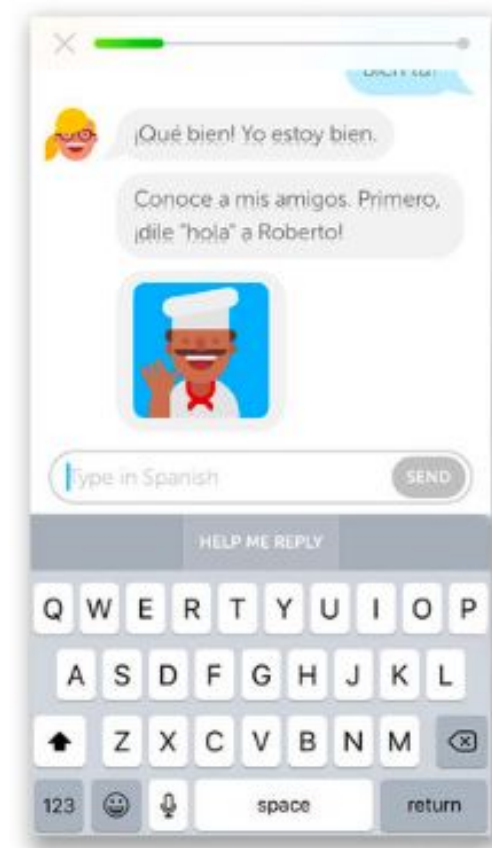 ¡Qué bien! Yo estoy bien.
Conoce a mis amigos. Primero,
¡dile "hola" a Roberto!
Type in Spanish
SEND
HELP ME REPLY
Q W E R T Y U I O P
A S D F G H J K L
Z X C V B N M
123 space return